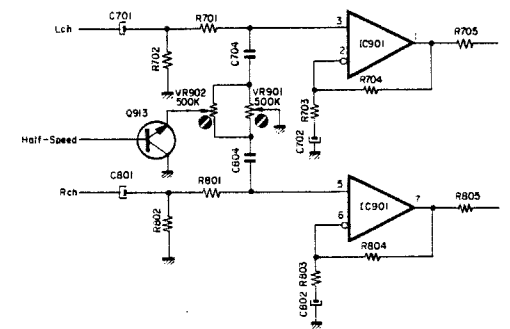 Lch
C701
R701
R702
C704
3
IC901
1
R705
2
R704
R703
C702
VR902
500K
VR901
500K
Q913
Half-Speed
C804
C801
Rch
R801
R802
5
IC901
7
R805
6
R804
R803
C802